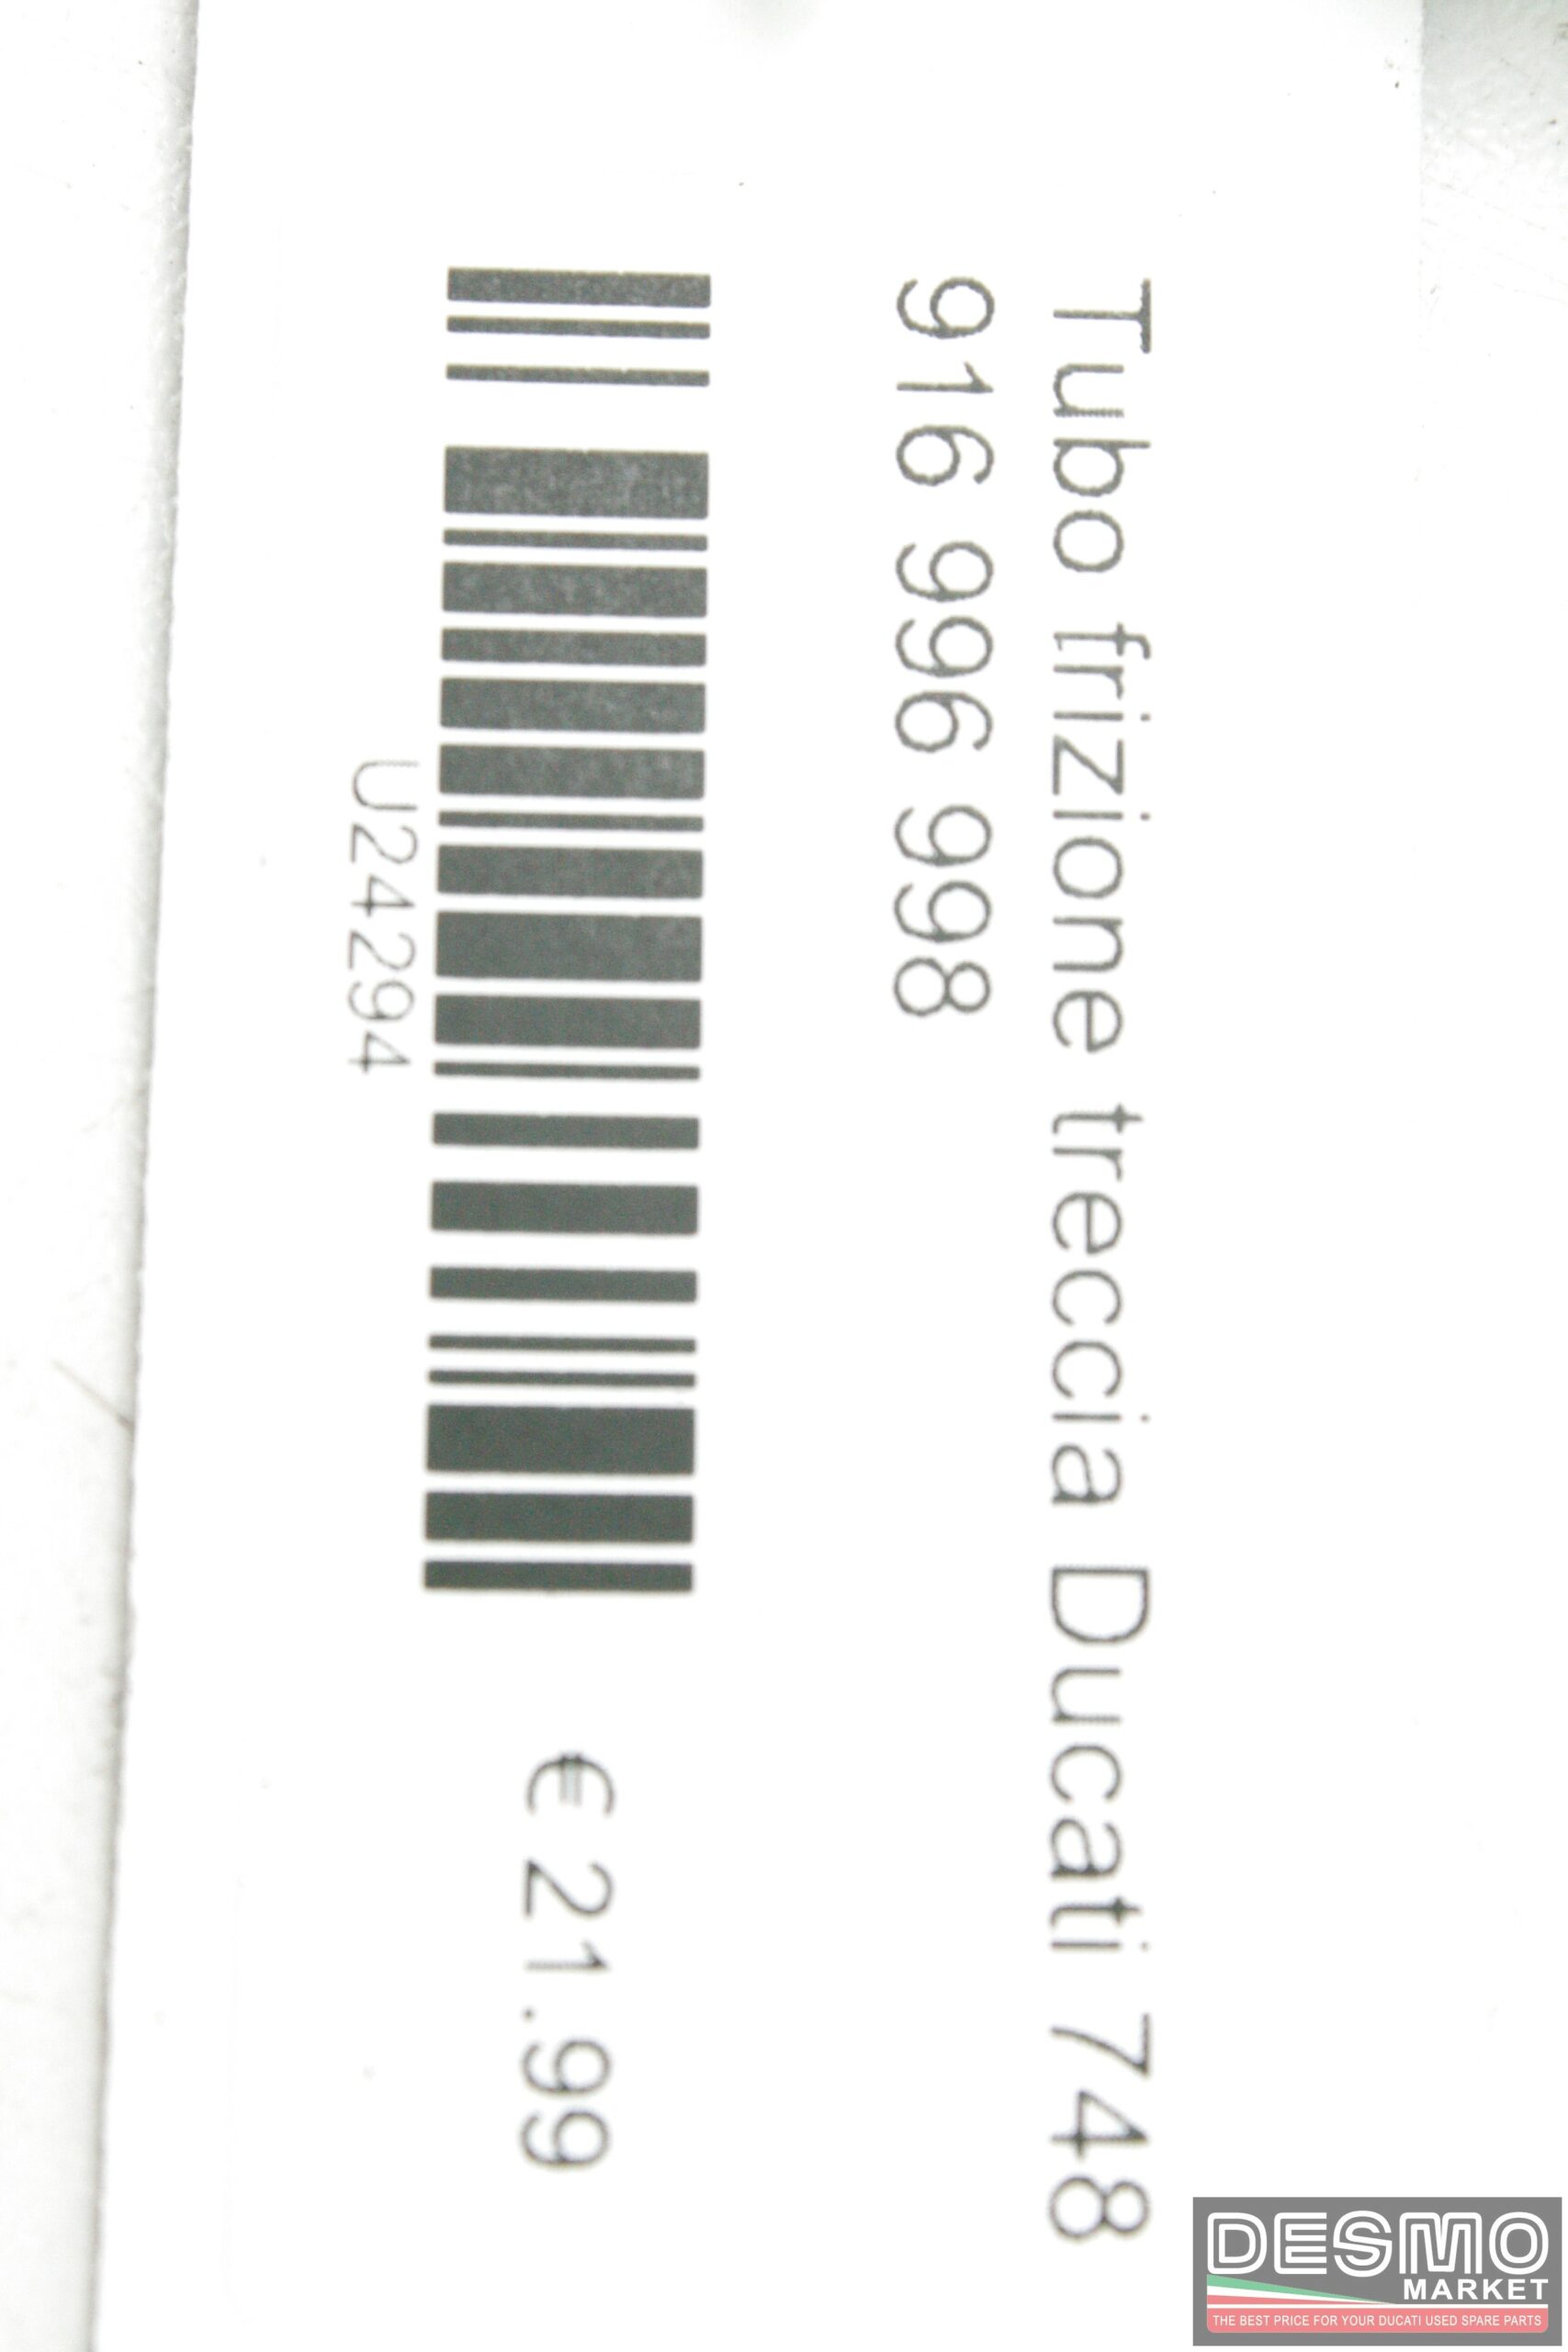 Tubo frizione treccia Ducati 748
916 996 998
€ 21.99
U24294
DESMO
MARKET
THE BEST PRICE FOR YOUR DUCATI USED SPARE PARTS